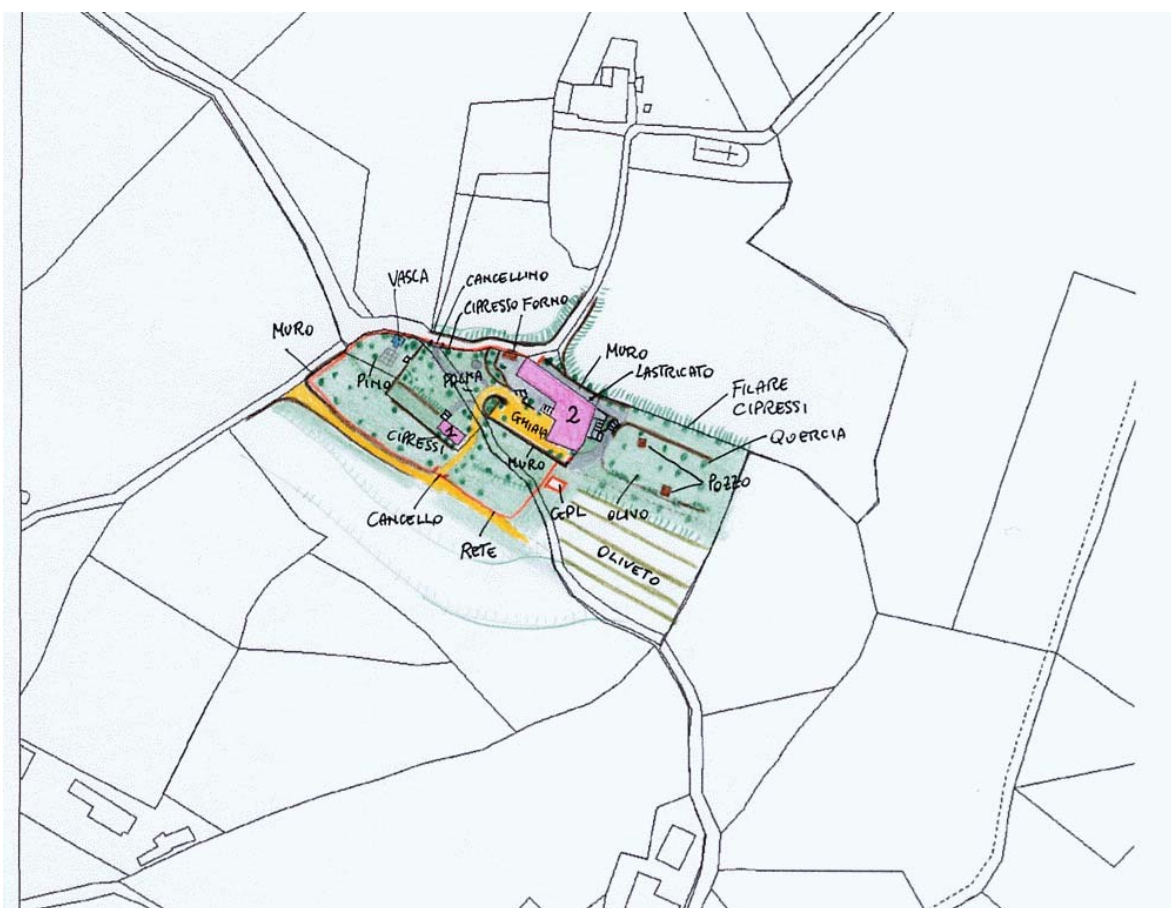 VASCA
CANCELLINO
CIPRESSO FORNO
MURO
MURO
LASTRICATO
PINO
PALMA
FILARE
CIPRESSI
GHIAIA
2
QUERCIA
CIPRESSI
1
MURO
POZZO
CANCELLO
GPL
OLIVO
RETE
OLIVETO